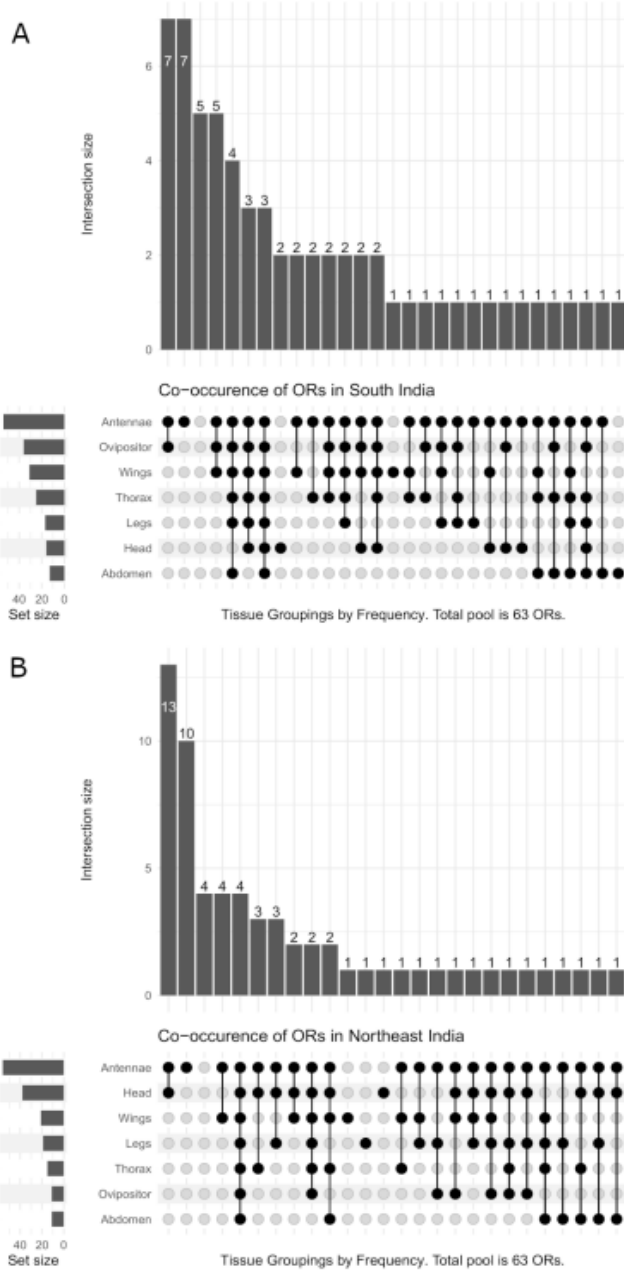 A
Intersection size
6
4
2
0
7 7 5 5 4 3 3 2 2 2 2 2 2 2 1 1 1 1 1 1 1 1 1 1 1 1 1 1 1
Co-occurence of ORs in South India
Antennae
Ovipositor
Wings
Thorax
Legs
Head
Abdomen
40 20 0
Set size
Tissue Groupings by Frequency. Total pool is 63 ORs.
B
Intersection size
10
5
0
13 10 4 4 4 3 3 2 2 2 1 1 1 1 1 1 1 1 1 1 1 1 1 1 1 1
Co-occurence of ORs in Northeast India
Antennae
Head
Wings
Legs
Thorax
Ovipositor
Abdomen
40 20 0
Set size
Tissue Groupings by Frequency. Total pool is 63 ORs.